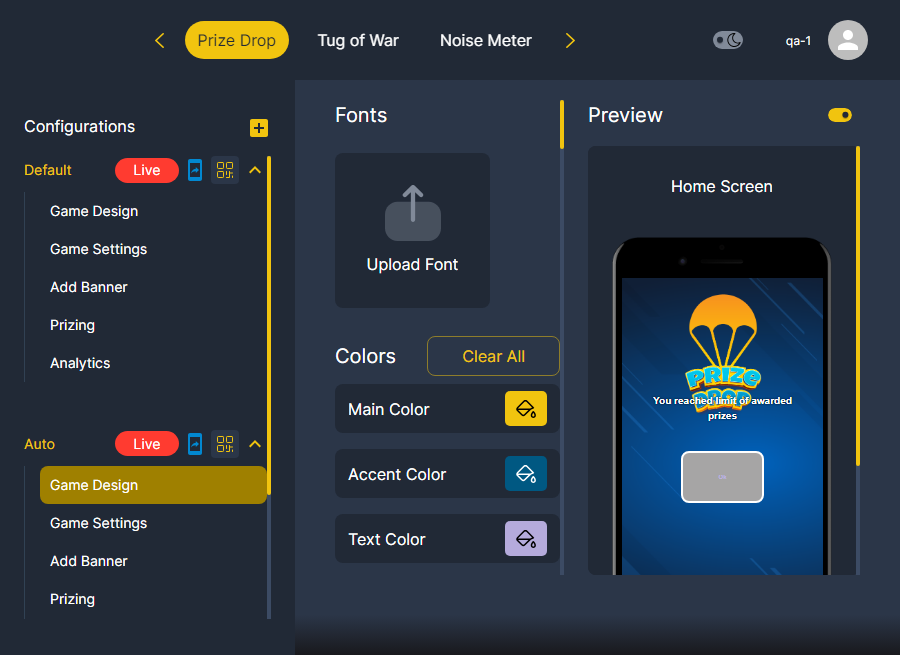 Prize Drop
Tug of War
Noise Meter
qa-1
Configurations
Default
Live
Game Design
Game Settings
Add Banner
Prizing
Analytics
Auto
Live
Game Design
Game Settings
Add Banner
Prizing
Fonts
Upload Font
Colors
Clear All
Main Color
Accent Color
Text Color
Preview
Home Screen
PRIZE
DROP
You reached limit of awarded
prizes